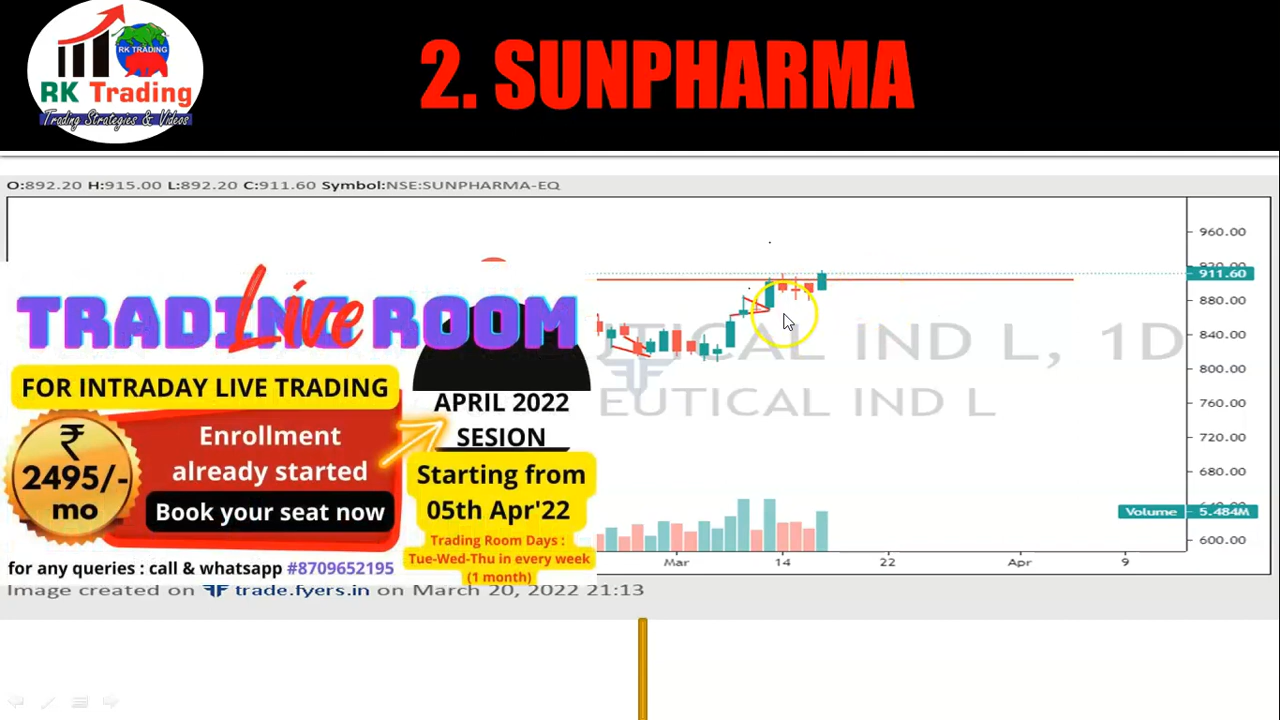 2. SUNPHARMA
RK TRADING
RK Trading
Trading Strategies & Videos
O:892.20 H:915.00 L:892.20 C:911.60 Symbol:NSE:SUNPHARMA-EQ
960.00
911.60
880.00
840.00
800.00
760.00
720.00
680.00
600.00
EUTICAL IND L, 1D
EUTICAL IND L
Volume 5.484M
Mar 14 22 Apr 9
TRADING ROOM
Live
FOR INTRADAY LIVE TRADING
₹
2495/-
mo
Enrollment
already started
Book your seat now
APRIL 2022
SESION
Starting from
05th Apr'22
Trading Room Days :
Tue-Wed-Thu in every week
(1 month)
for any queries : call & whatsapp #8709652195
Image created on trade.fyers.in on March 20, 2022 21:13